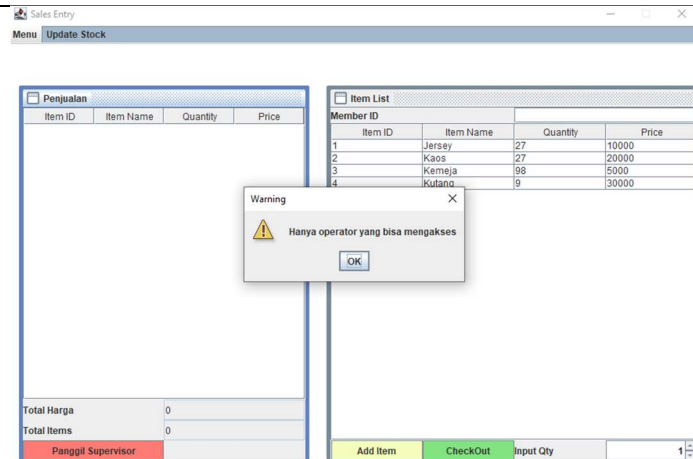 Sales Entry
Menu Update Stock
Penjualan
Item ID Item Name Quantity Price
Total Harga 0
Total Items 0
Panggil Supervisor
Item List
Member ID
Item ID Item Name Quantity Price
1 Jersey 27 10000
2 Kaos 27 20000
3 Kemeja 98 5000
4 Kutang 9 30000
Warning
Hanya operator yang bisa mengakses
OK
Add Item CheckOut Input Qty 1